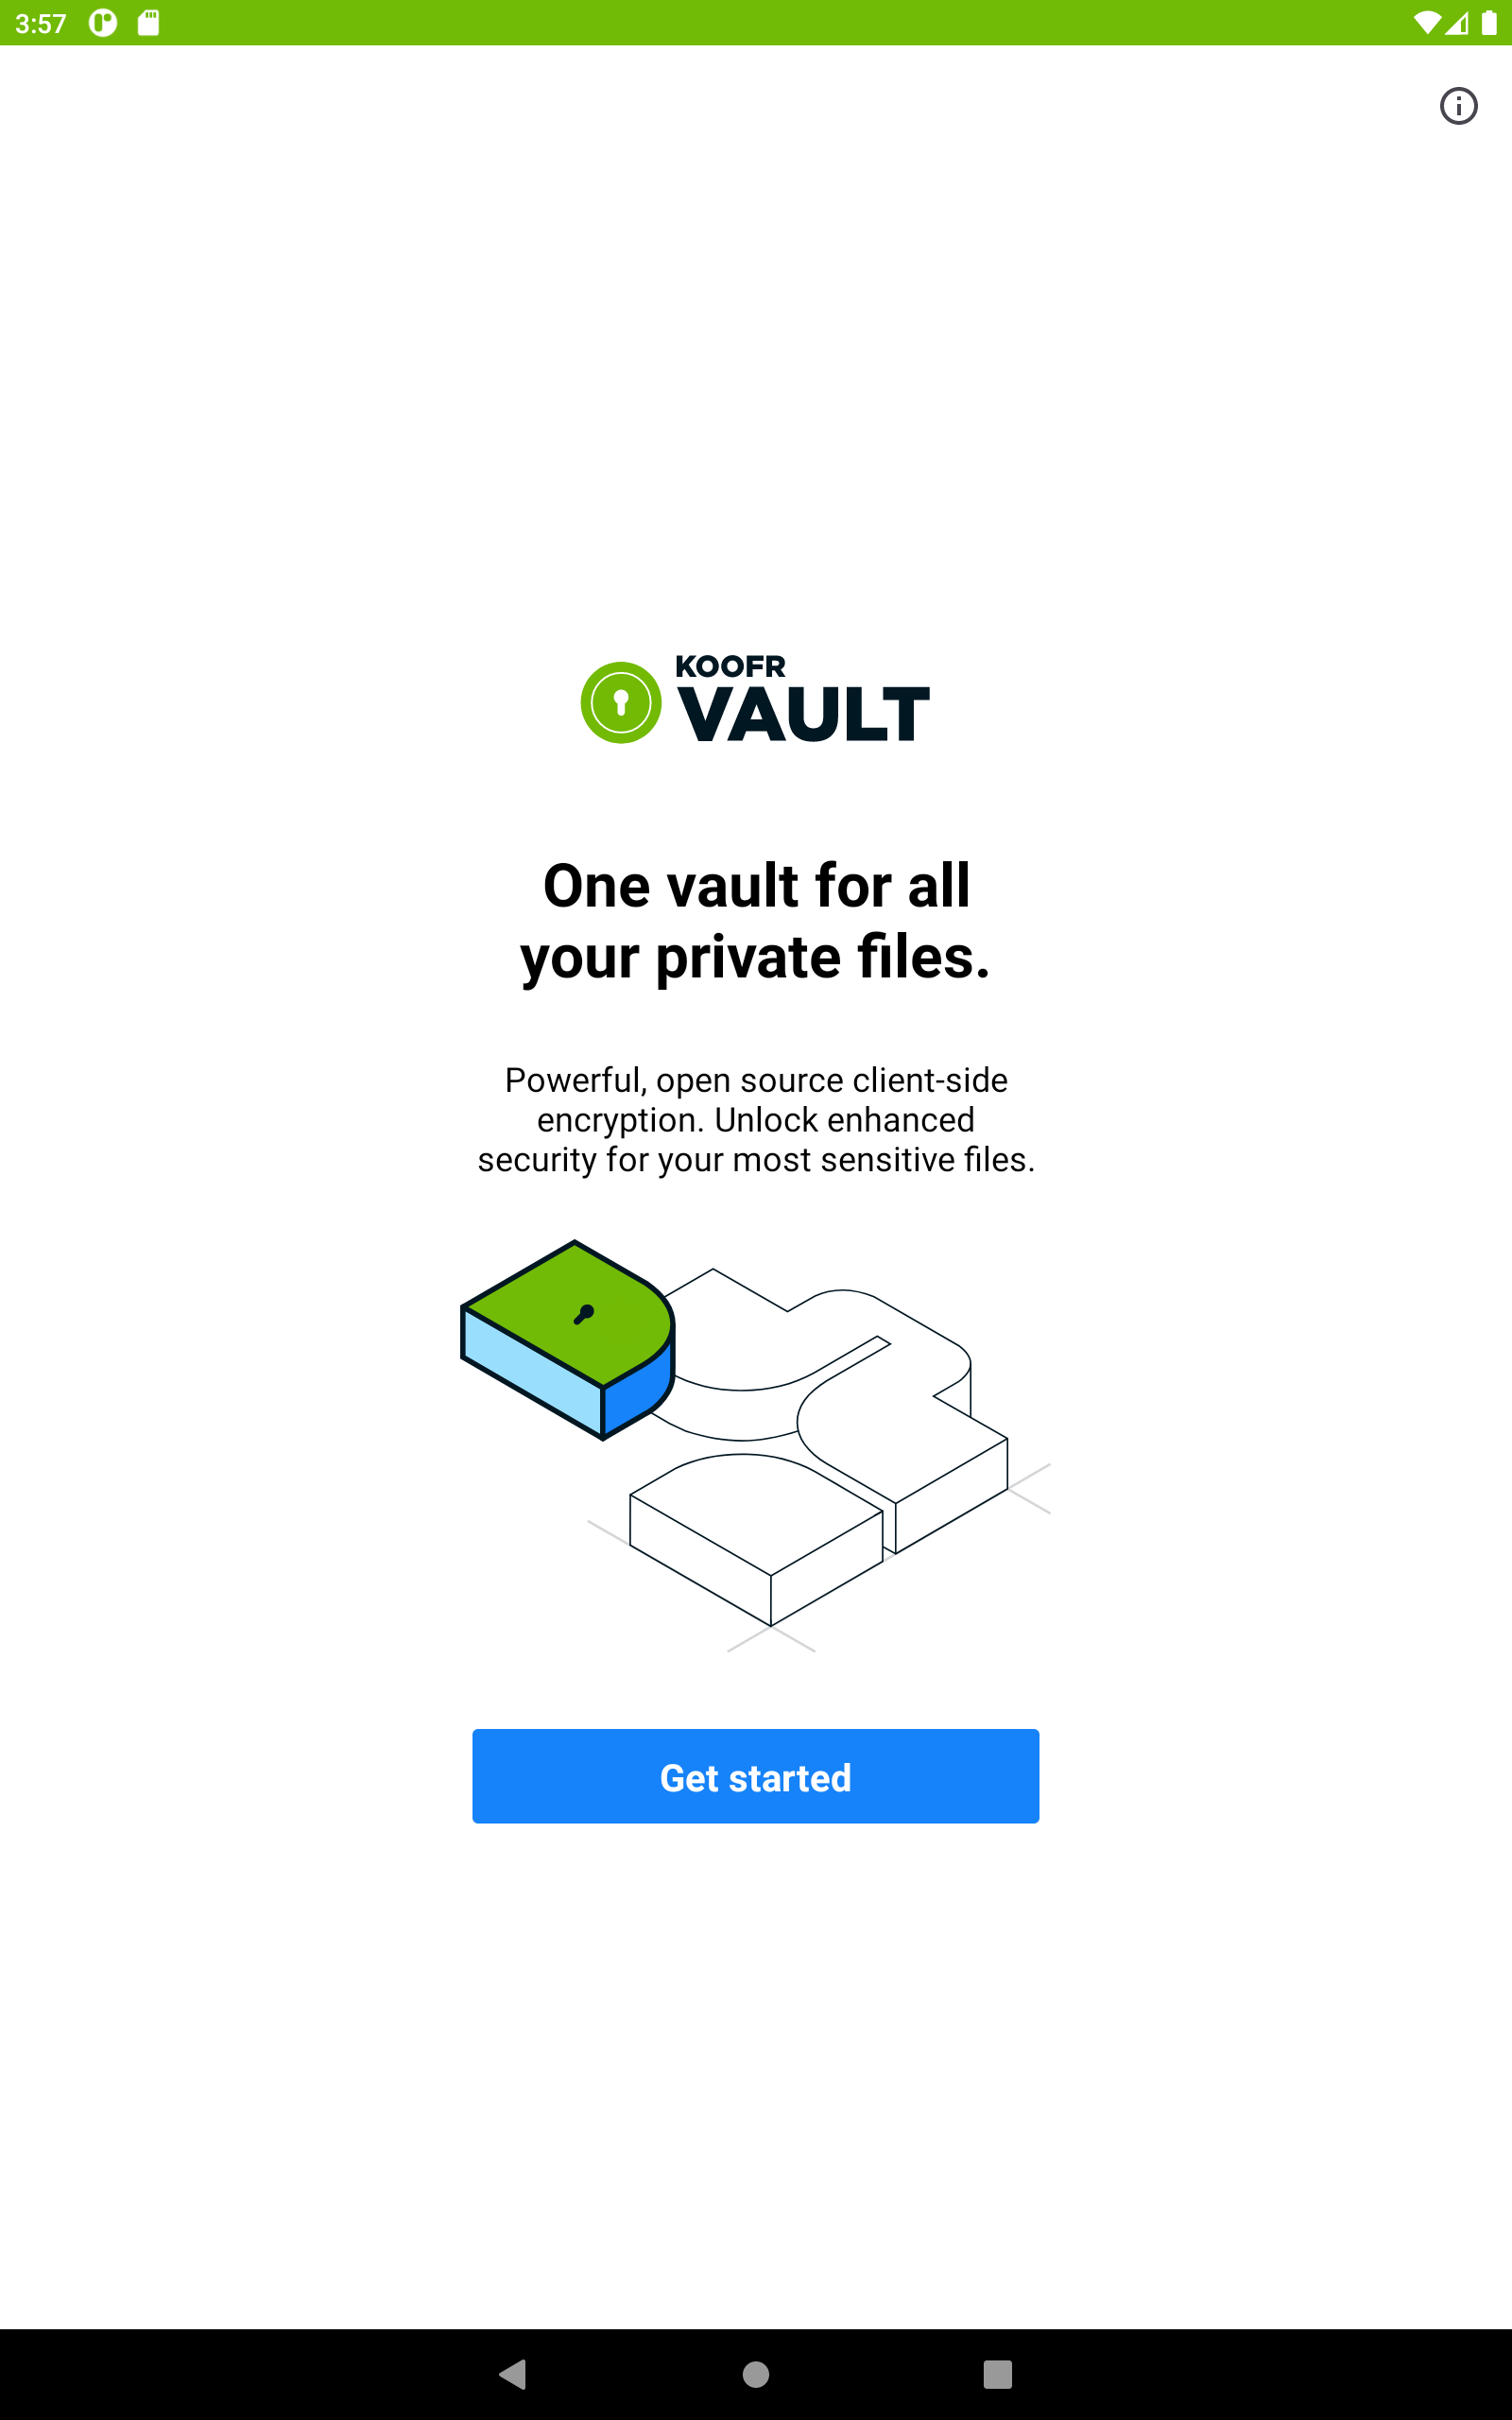 3:57
KOOFR
VAULT
One vault for all
your private files.
Powerful, open source client-side
encryption. Unlock enhanced
security for your most sensitive files.
Get started